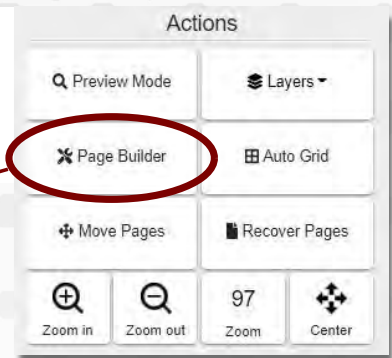 Actions
Preview Mode Layers
Page Builder Auto Grid
Move Pages Recover Pages
97
Zoom in Zoom out Zoom Center